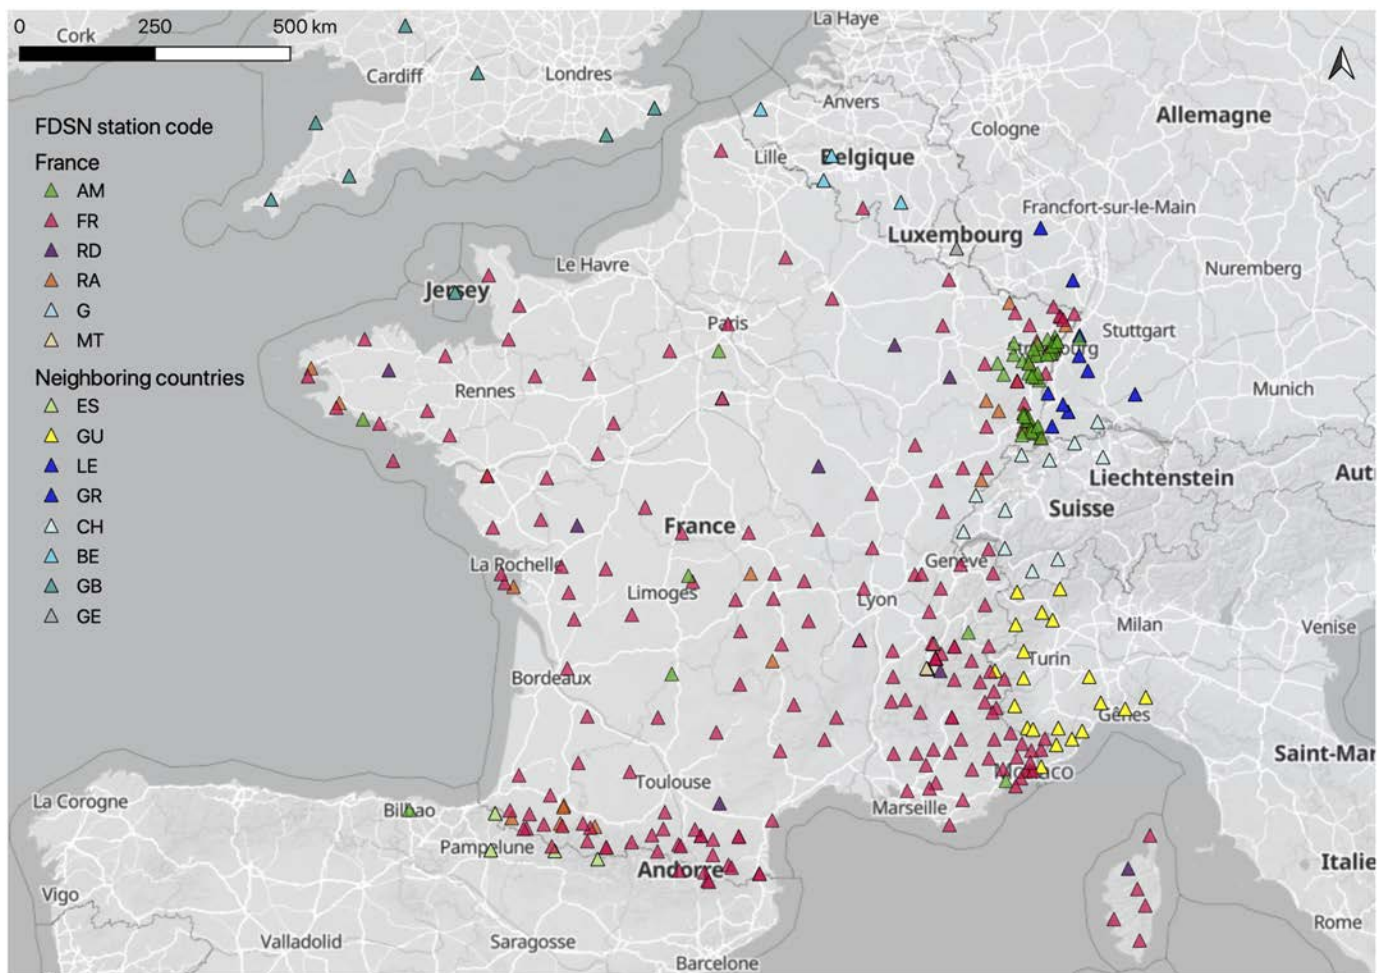 0 250 500 km
Cork
La Haye
Cardiff
Londres
Anvers
Allemagne
Cologne
FDSN station code
France
AM
FR
RD
RA
G
MT
Neighboring countries
ES
GU
LE
GR
CH
BE
GB
GE
Lille
Belgique
Francfort-sur-le-Main
Luxembourg
Le Havre
Nuremberg
Jersey
Paris
Stuttgart
Rennes
Munich
Liechtenstein
Aut
Suisse
France
La Rochelle
Genève
Limoges
Lyon
Milan
Venise
Turin
Bordeaux
Gênes
Saint-Mar
Toulouse
Monaco
La Corogne
Bilbao
Marseille
Pampelune
Andorre
Italie
Vigo
Rome
Valladolid
Saragosse
Barcelone